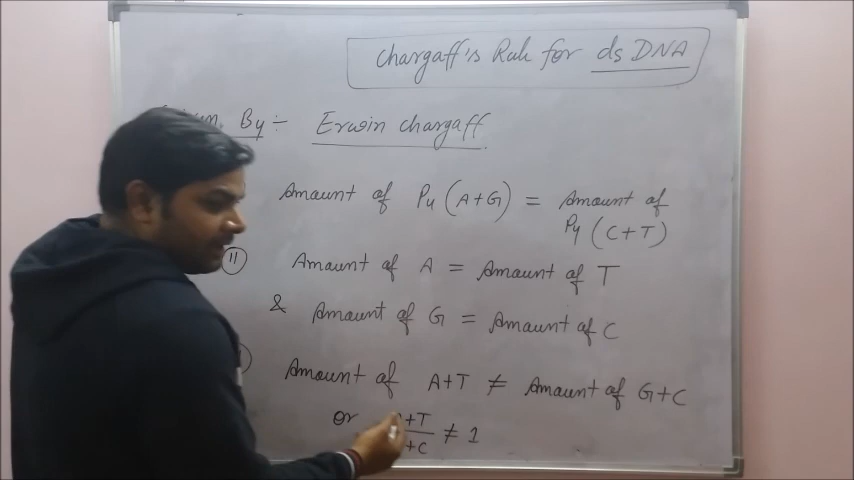 Chargaff's Rule for ds DNA
By :- Erwin Chargaff
Amount of Pu (A+G) = Amount of
Py (C+T)
II Amount of A = Amount of T
& Amount of G = Amount of C
Amount of A+T ≠ Amount of G+C
or +T
+C ≠ 1